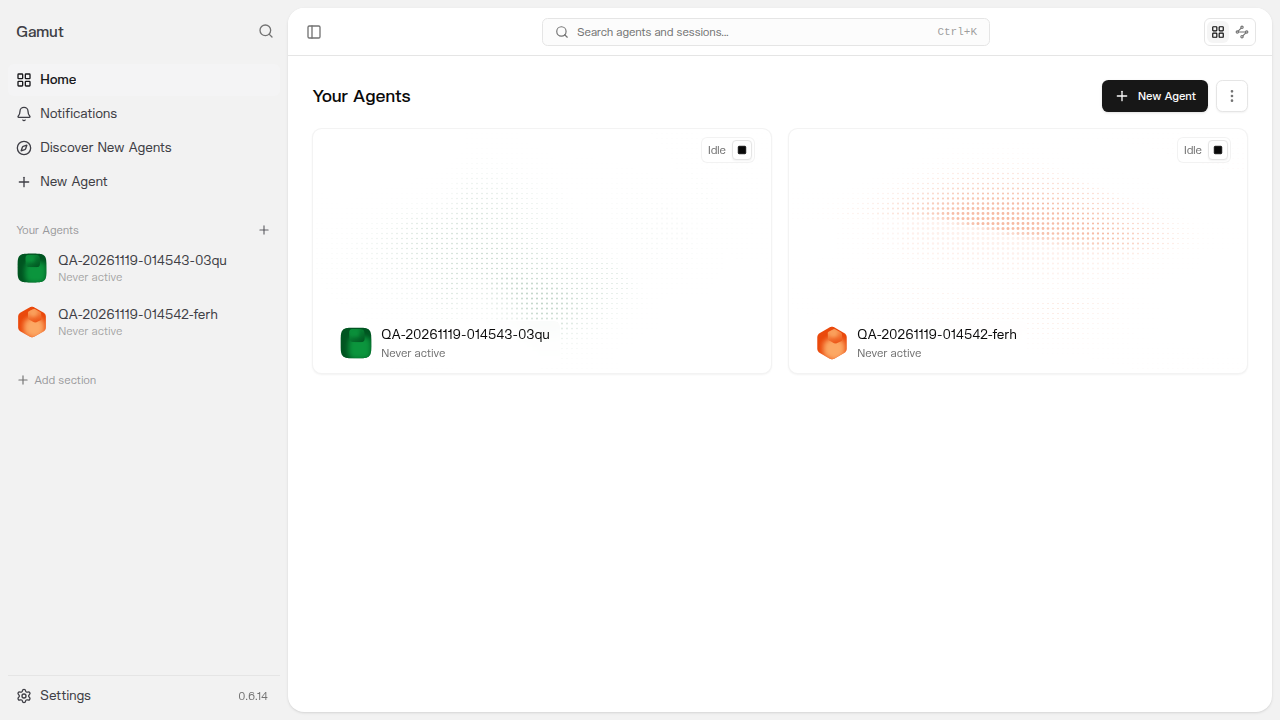 Gamut
Home
Notifications
Discover New Agents
New Agent
Your Agents
QA-20261119-014543-03qu
Never active
QA-20261119-014542-ferh
Never active
Add section
Settings
0.6.14
Search agents and sessions...
Ctrl+K
Your Agents
New Agent
Idle
QA-20261119-014543-03qu
Never active
Idle
QA-20261119-014542-ferh
Never active